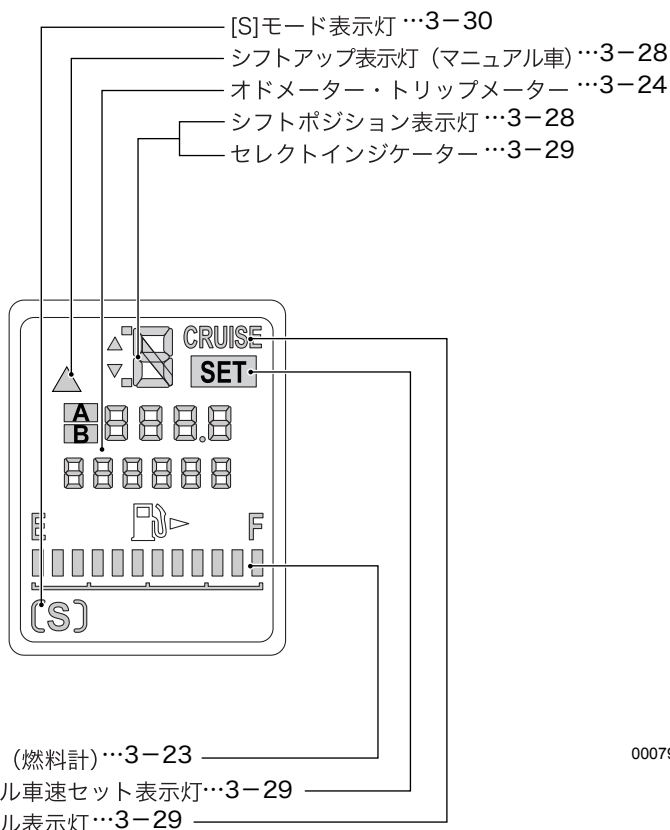 [S]モード表示灯…3−30
シフトアップ表示灯（マニュアル車）…3−28
オドメーター・トリップメーター…3−24
シフトポジション表示灯…3−28
セレクトインジケーター…3−29
CRUISE
SET
A
B
E F
(S)
（燃料計）…3−23
ル車速セット表示灯…3−29
ル表示灯…3−29
00079